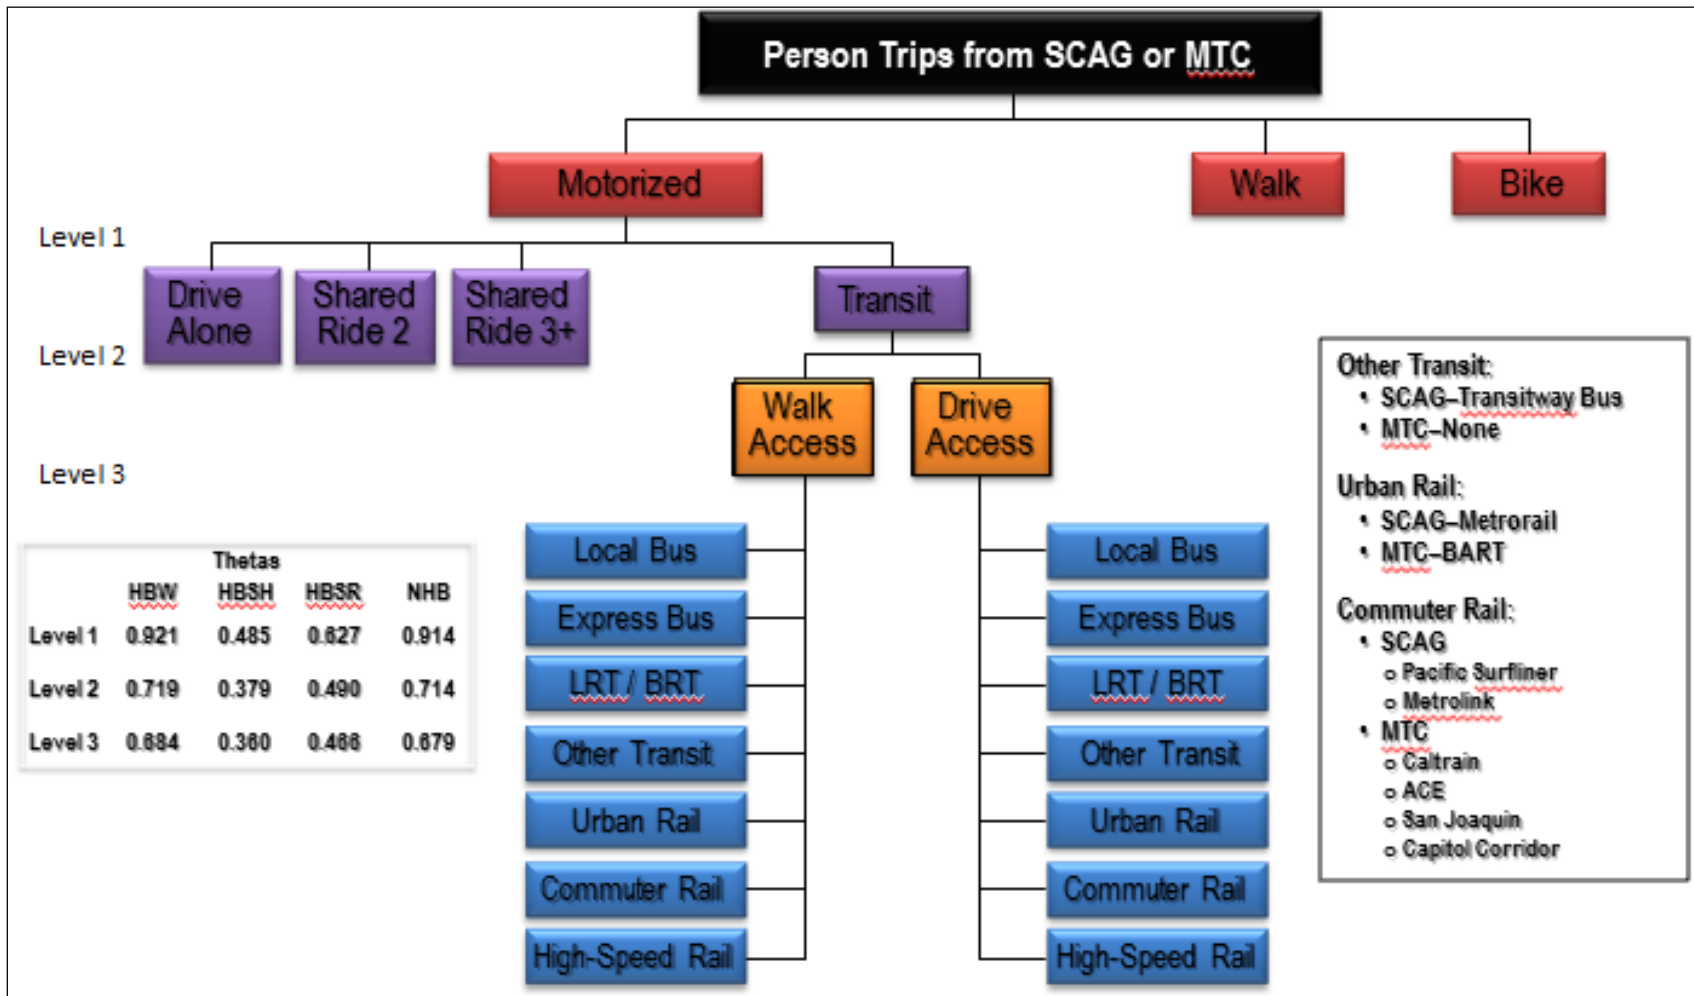 Person Trips from SCAG or MTC
Motorized
Walk
Bike
Level 1
Drive
Alone
Shared
Ride 2
Shared
Ride 3+
Transit
Level 2
Walk
Access
Drive
Access
Level 3
Thetas
HBW HBSH HBSR NHB
Level 1 0.921 0.485 0.627 0.914
Level 2 0.719 0.379 0.490 0.714
Level 3 0.684 0.360 0.466 0.679
Local Bus
Express Bus
LRT / BRT
Other Transit
Urban Rail
Commuter Rail
High-Speed Rail
Local Bus
Express Bus
LRT / BRT
Other Transit
Urban Rail
Commuter Rail
High-Speed Rail
Other Transit:
• SCAG–Transitway Bus
• MTC–None
Urban Rail:
• SCAG–Metrorail
• MTC–BART
Commuter Rail:
• SCAG
o Pacific Surfliner
o Metrolink
• MTC
o Caltrain
o ACE
o San Joaquin
o Capitol Corridor